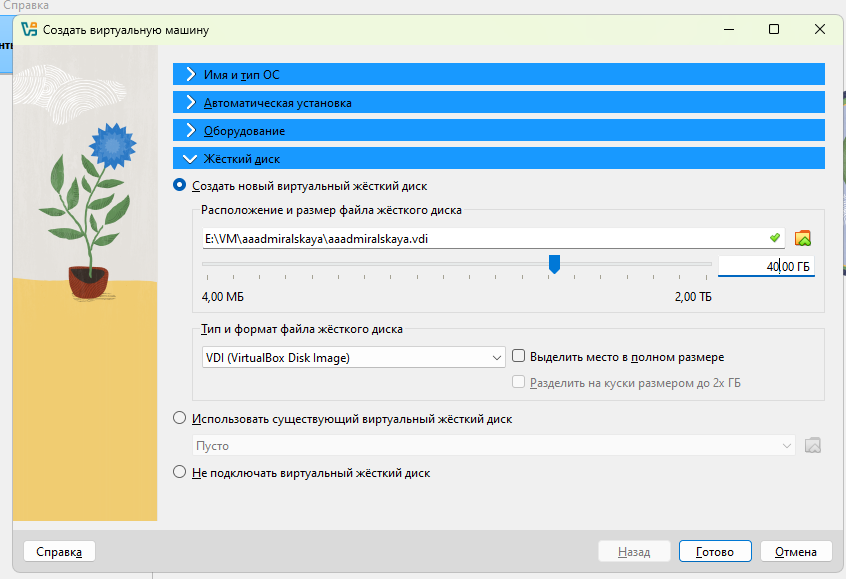 Справка
Создать виртуальную машину
Имя и тип ОС
Автоматическая установка
Оборудование
Жёсткий диск
Создать новый виртуальный жёсткий диск
Расположение и размер файла жёсткого диска
E:\VM\aaadmiralskaya\aaadmiralskaya.vdi
40,00 ГБ
4,00 МБ
2,00 ТБ
Тип и формат файла жёсткого диска
VDI (VirtualBox Disk Image)
Выделить место в полном размере
Разделить на куски размером до 2х ГБ
Использовать существующий виртуальный жёсткий диск
Пусто
Не подключать виртуальный жёсткий диск
Справка
Назад
Готово
Отмена